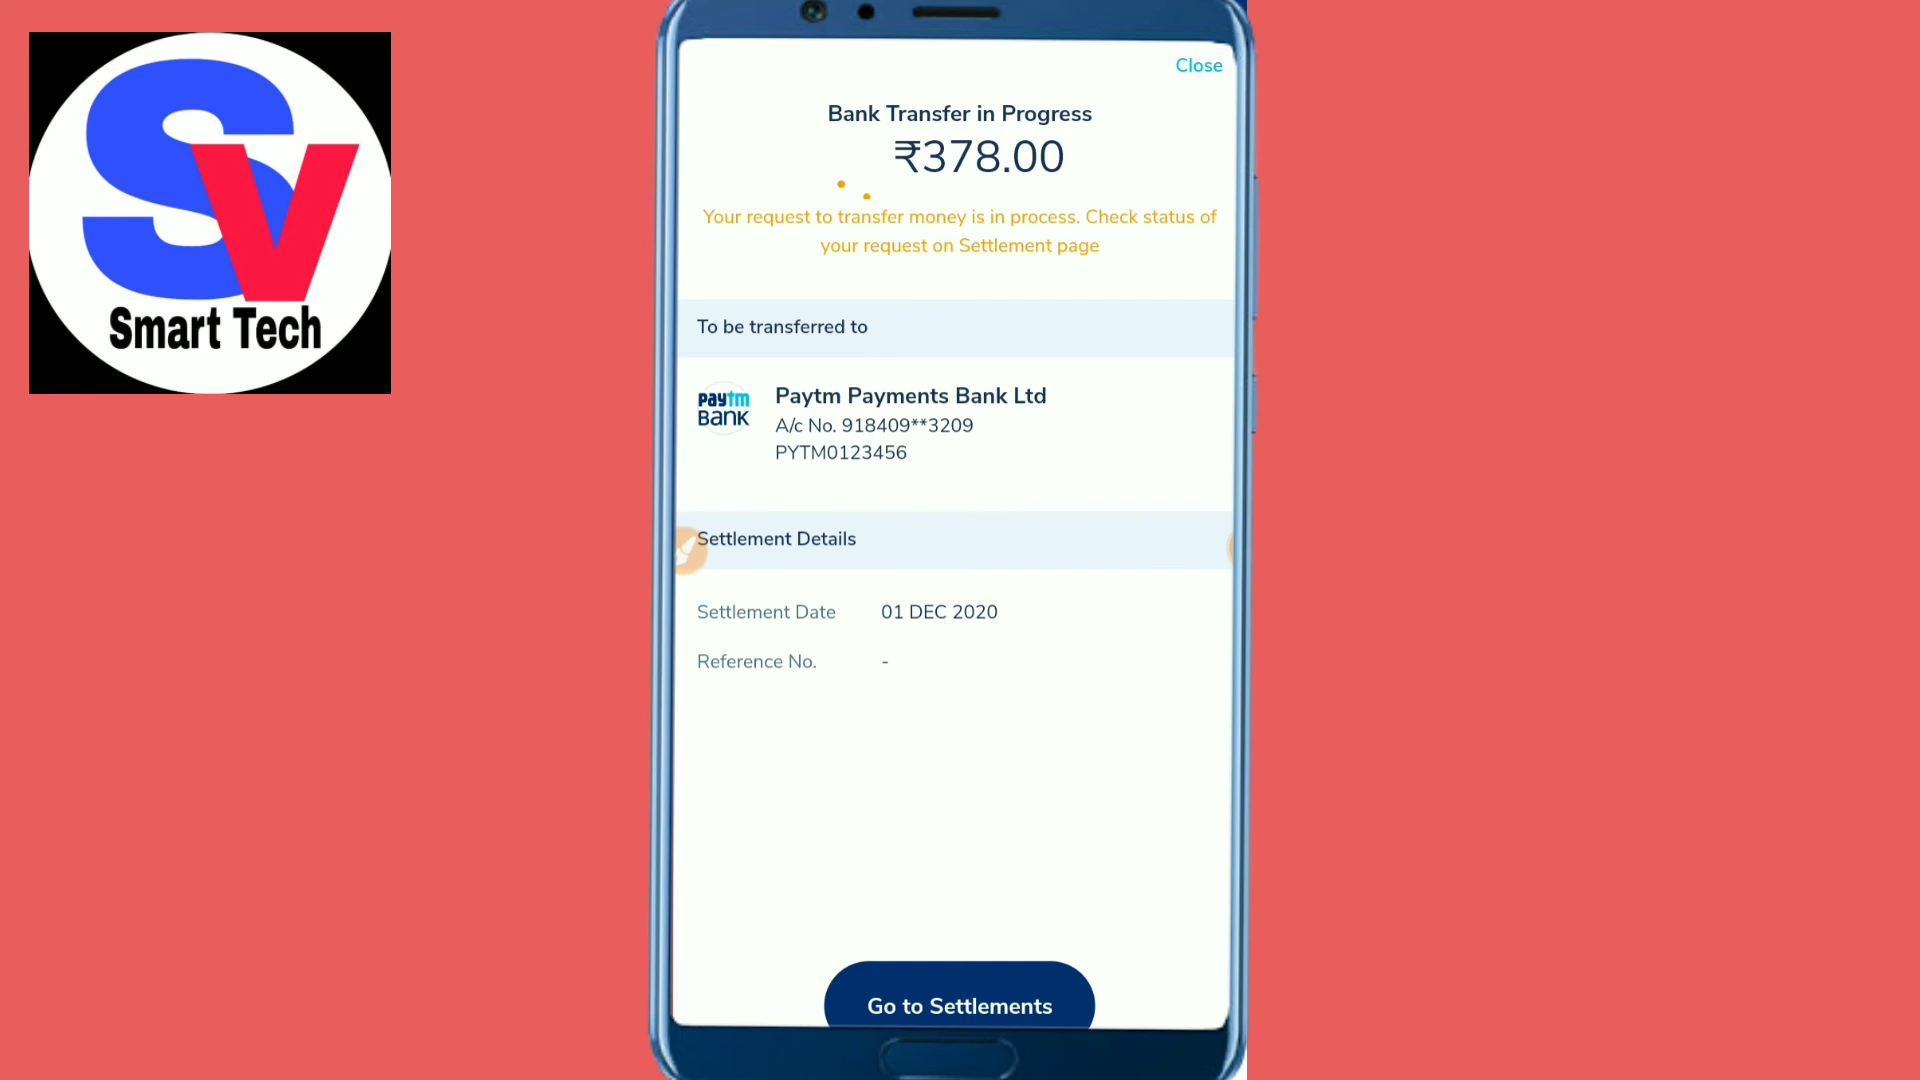 SV
Smart Tech
Close
Bank Transfer in Progress
₹378.00
Your request to transfer money is in process. Check status of
your request on Settlement page
To be transferred to
paytm
BANK
Paytm Payments Bank Ltd
A/c No. 918409**3209
PYTM0123456
Settlement Details
Settlement Date 01 DEC 2020
Reference No. -
Go to Settlements